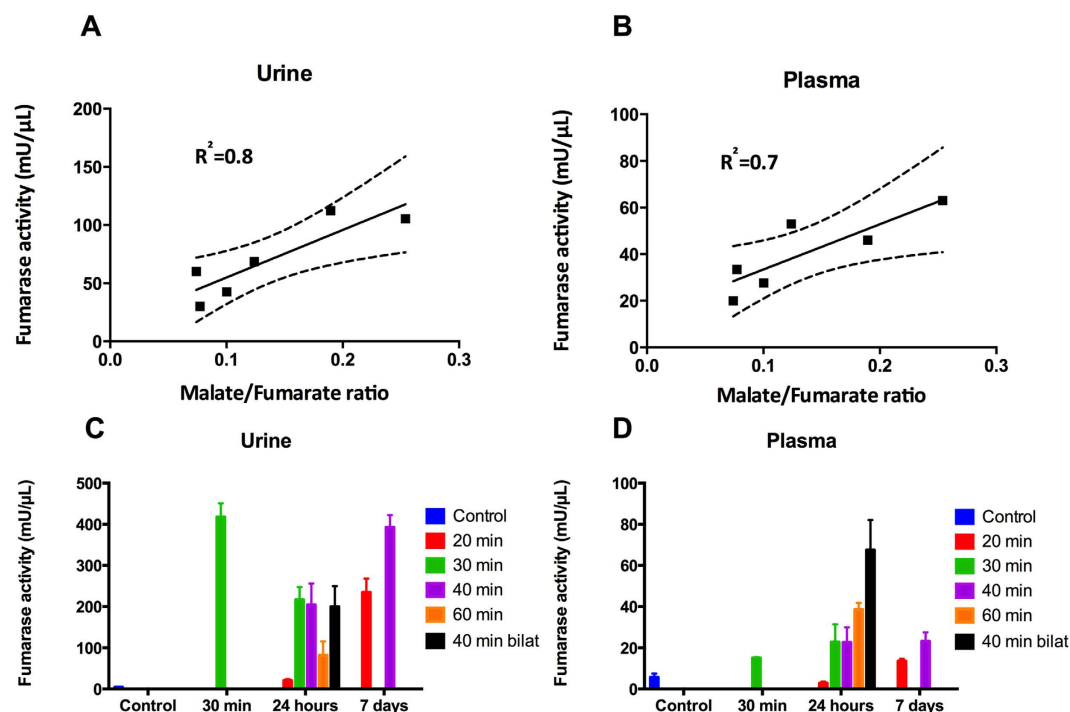 A
Urine
Fumarase activity (mU/µL)
200
150
100
50
0
R²=0.8
0.0 0.1 0.2 0.3
Malate/Fumarate ratio
B
Plasma
Fumarase activity (mU/µL)
100
80
60
40
20
0
R²=0.7
0.0 0.1 0.2 0.3
Malate/Fumarate ratio
C
Urine
Fumarase activity (mU/µL)
500
400
300
200
100
0
Control 30 min 24 hours 7 days
Control
20 min
30 min
40 min
60 min
40 min bilat
D
Plasma
Fumarase activity (mU/µL)
100
80
60
40
20
0
Control 30 min 24 hours 7 days
Control
20 min
30 min
40 min
60 min
40 min bilat